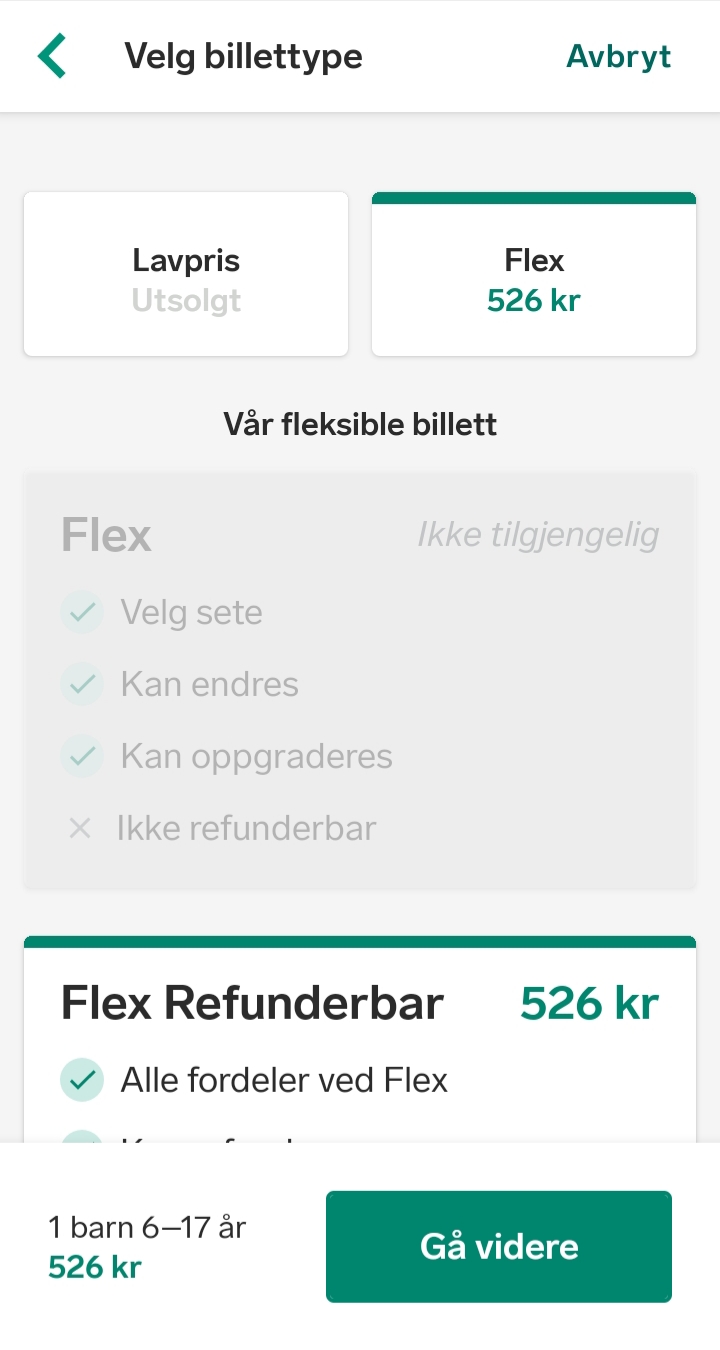 Velg billettype
Avbryt
Lavpris
Utsolgt
Flex
526 kr
Vår fleksible billett
Flex
Ikke tilgjengelig
Velg sete
Kan endres
Kan oppgraderes
Ikke refunderbar
Flex Refunderbar
526 kr
Alle fordeler ved Flex
1 barn 6–17 år
526 kr
Gå videre